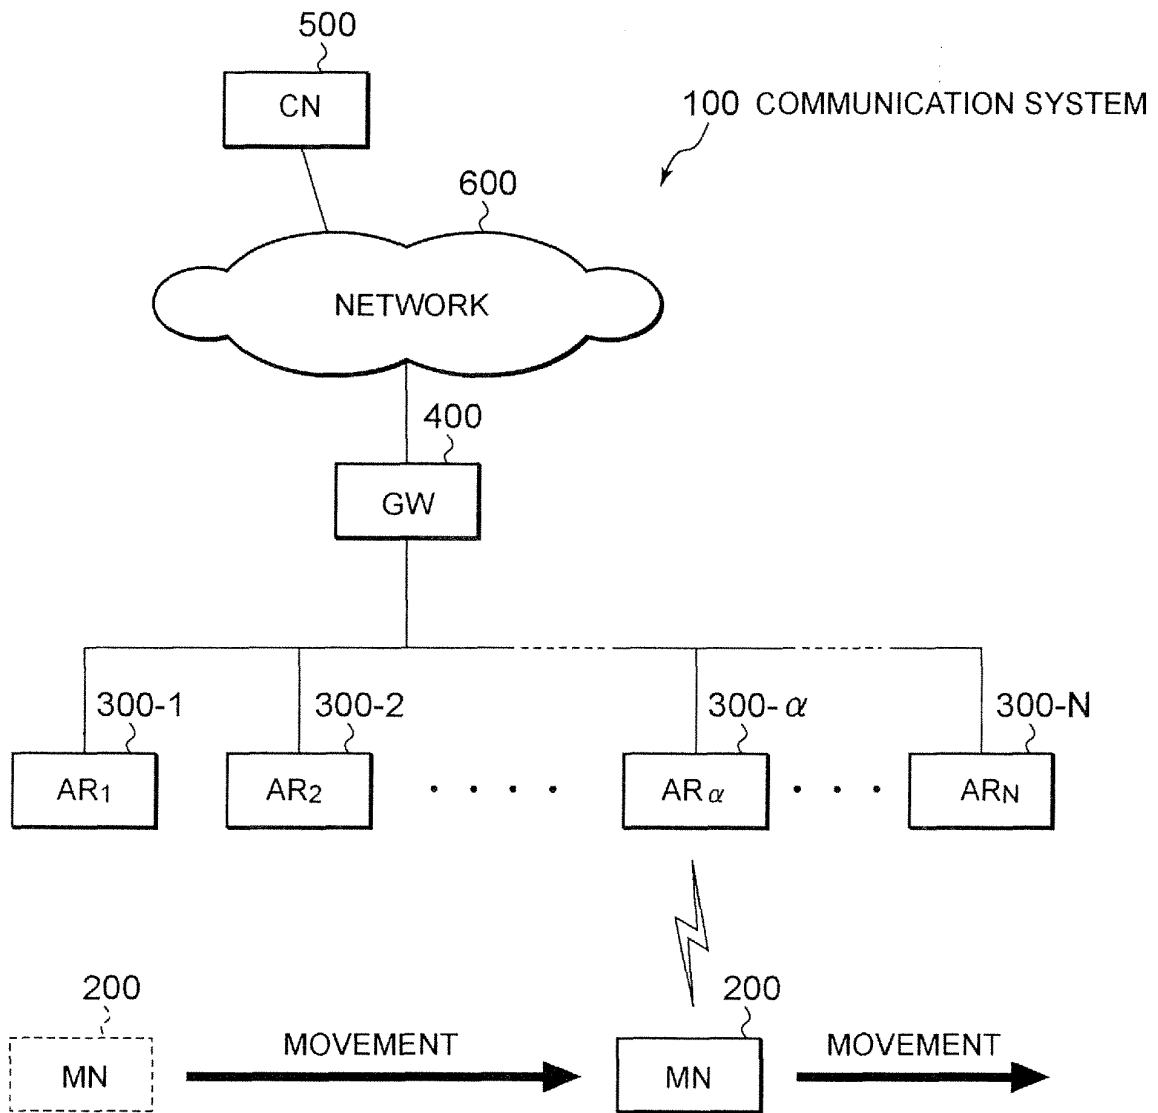 500
CN
100 COMMUNICATION SYSTEM
600
NETWORK
400
GW
300-1
300-2
300-α
300-N
AR1
AR2
· · · ·
ARα
· · ·
ARN
200
200
MN
MOVEMENT
MN
MOVEMENT